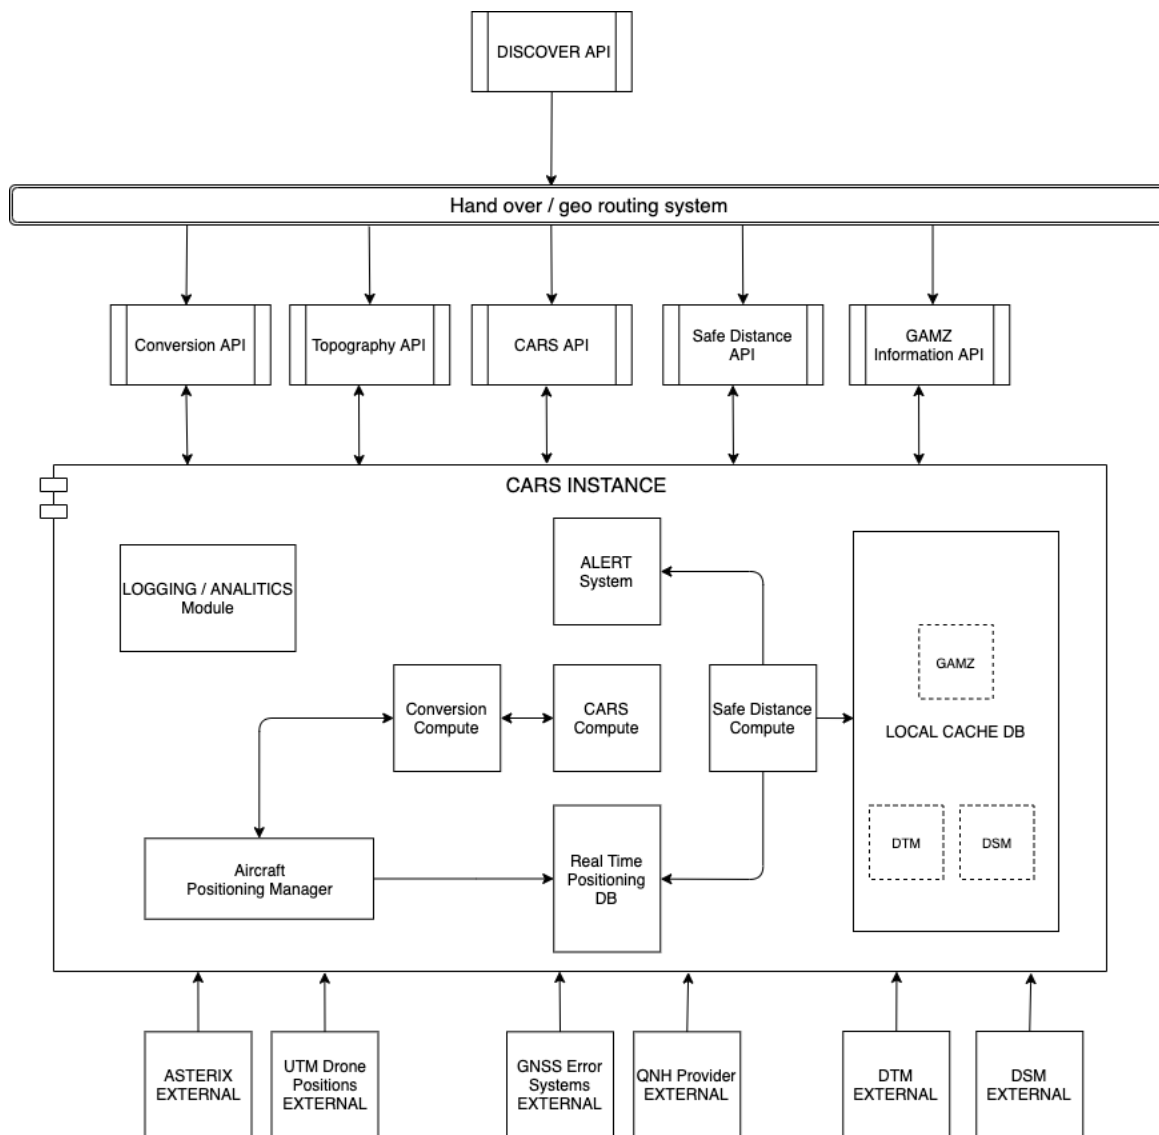 DISCOVER API
Hand over / geo routing system
Conversion API
Topography API
CARS API
Safe Distance
API
GAMZ
Information API
CARS INSTANCE
LOGGING / ANALITICS
Module
ALERT
System
Conversion
Compute
CARS
Compute
Safe Distance
Compute
GAMZ
LOCAL CACHE DB
DTM
DSM
Aircraft
Positioning Manager
Real Time
Positioning
DB
ASTERIX
EXTERNAL
UTM Drone
Positions
EXTERNAL
GNSS Error
Systems
EXTERNAL
QNH Provider
EXTERNAL
DTM
EXTERNAL
DSM
EXTERNAL